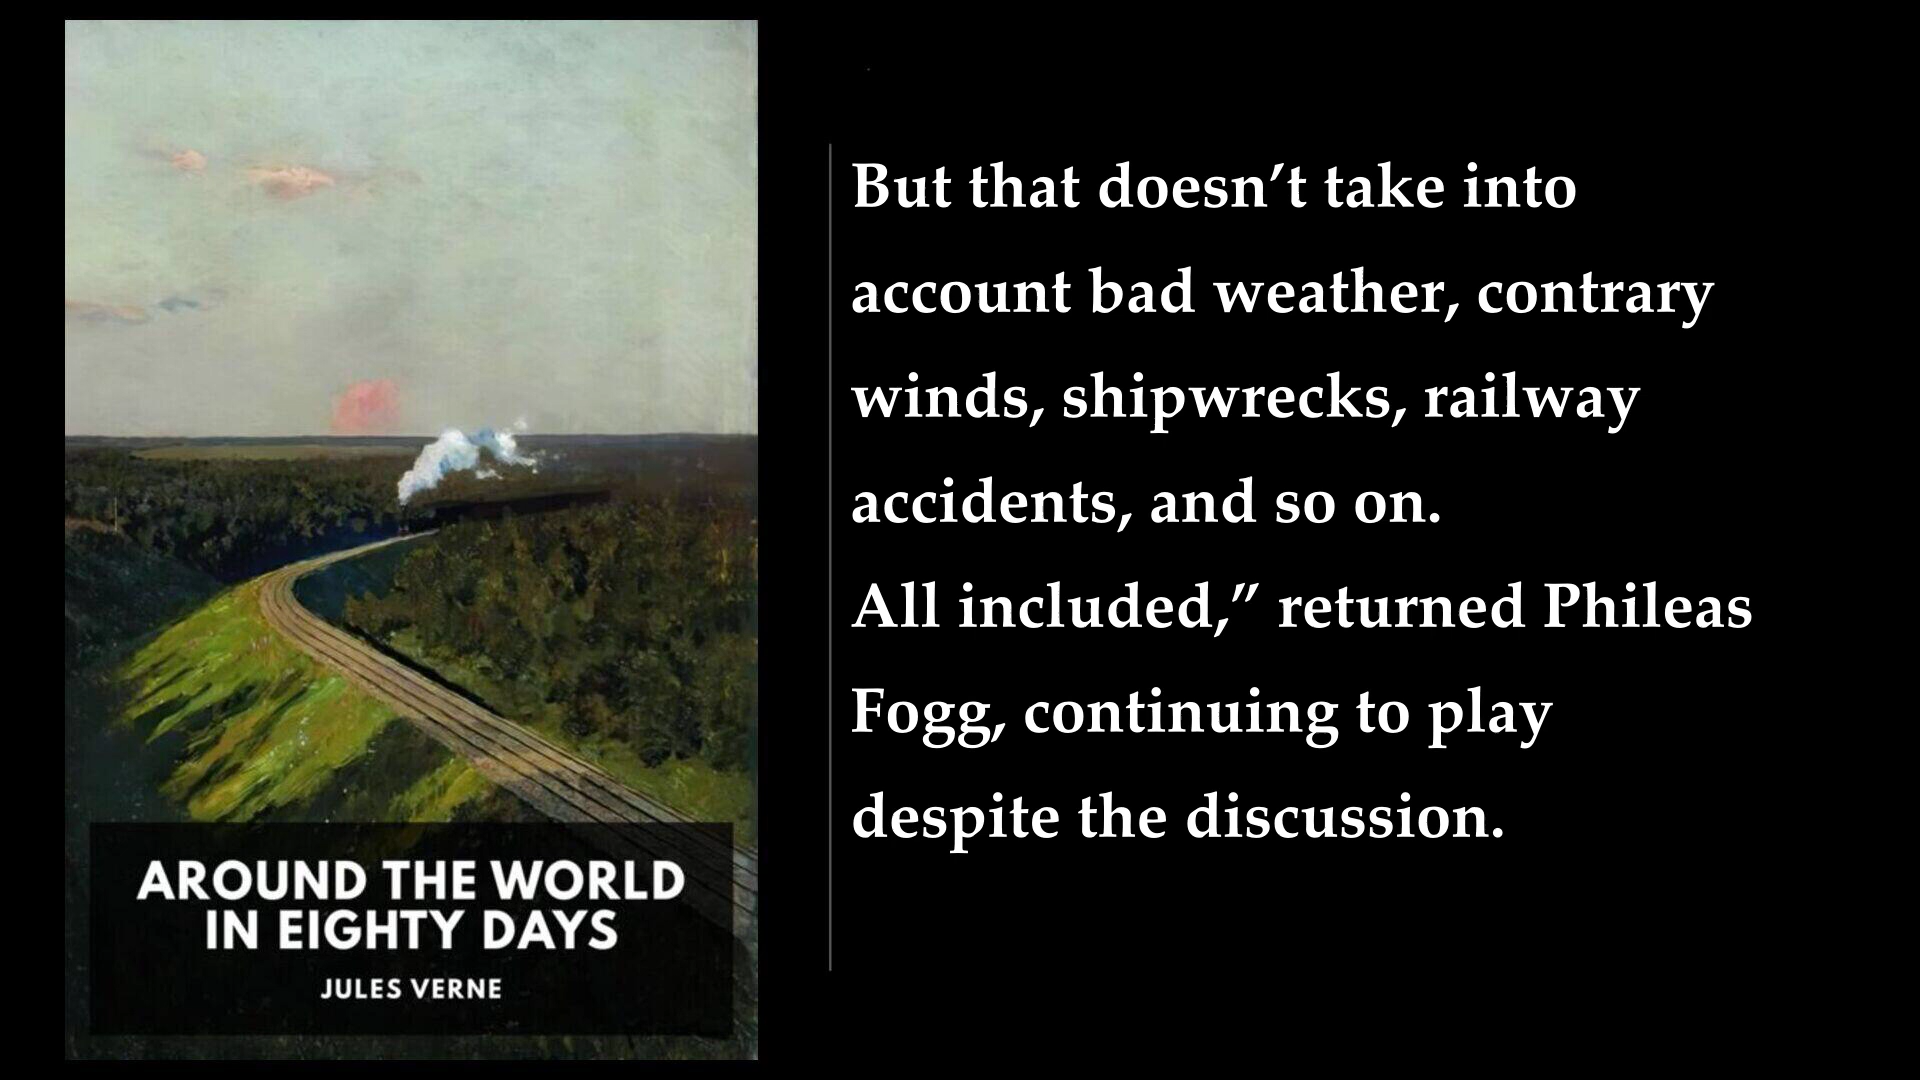 AROUND THE WORLD
IN EIGHTY DAYS
JULES VERNE
But that doesn’t take into
account bad weather, contrary
winds, shipwrecks, railway
accidents, and so on.
All included,” returned Phileas
Fogg, continuing to play
despite the discussion.